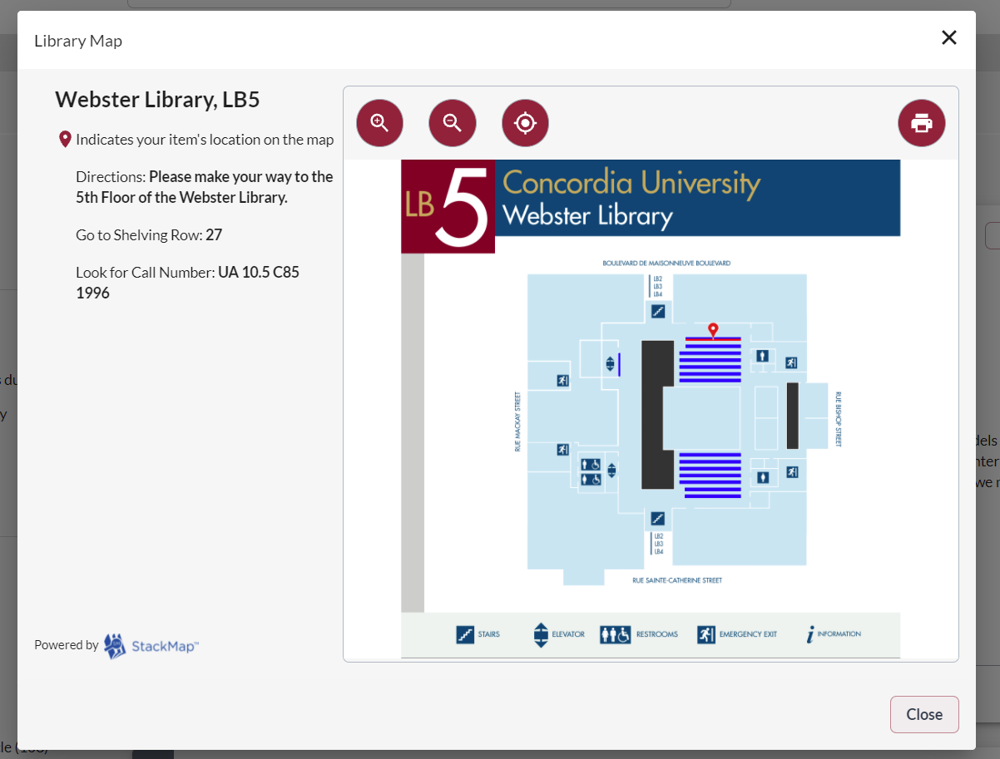 Library Map
Webster Library, LB5
Indicates your item's location on the map
Directions: Please make your way to the
5th Floor of the Webster Library.
Go to Shelving Row: 27
Look for Call Number: UA 10.5 C85
1996
LB 5
Concordia University
Webster Library
BOULEVARD DE MAISONNEUVE BOULEVARD
LB2
LB3
LB4
RUE MACKAY STREET
RUE BISHOP STREET
LB2
LB3
LB4
RUE SAINTE-CATHERINE STREET
STAIRS
ELEVATOR
RESTROOMS
EMERGENCY EXIT
INFORMATION
Powered by StackMap™
Close